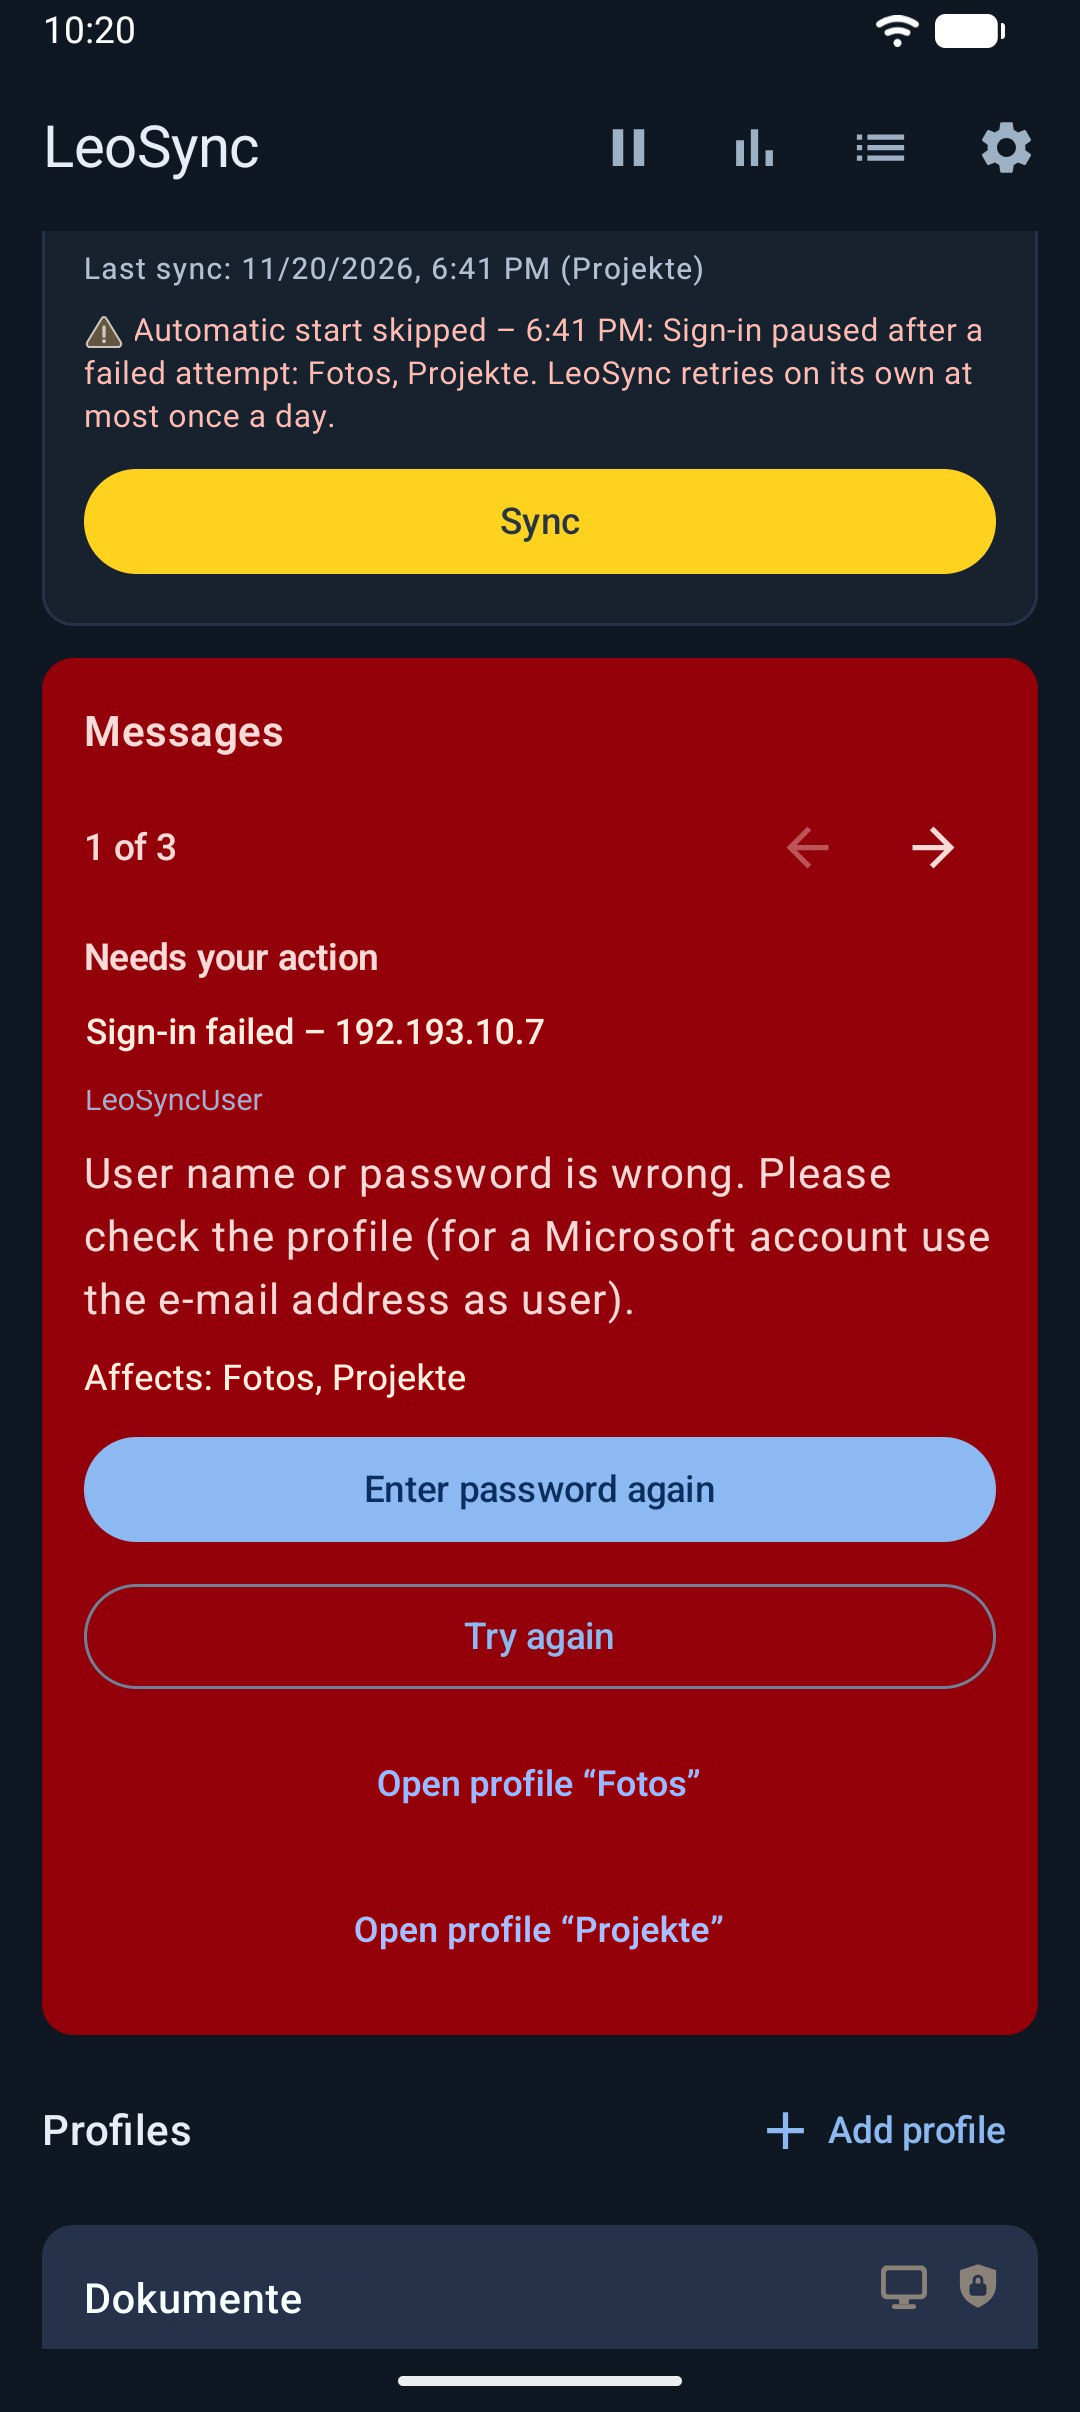 10:20
LeoSync
Last sync: 11/20/2026, 6:41 PM (Projekte)
⚠ Automatic start skipped – 6:41 PM: Sign-in paused after a
failed attempt: Fotos, Projekte. LeoSync retries on its own at
most once a day.
Sync
Messages
1 of 3
Needs your action
Sign-in failed – 192.193.10.7
LeoSyncUser
User name or password is wrong. Please
check the profile (for a Microsoft account use
the e-mail address as user).
Affects: Fotos, Projekte
Enter password again
Try again
Open profile “Fotos”
Open profile “Projekte”
Profiles
+ Add profile
Dokumente